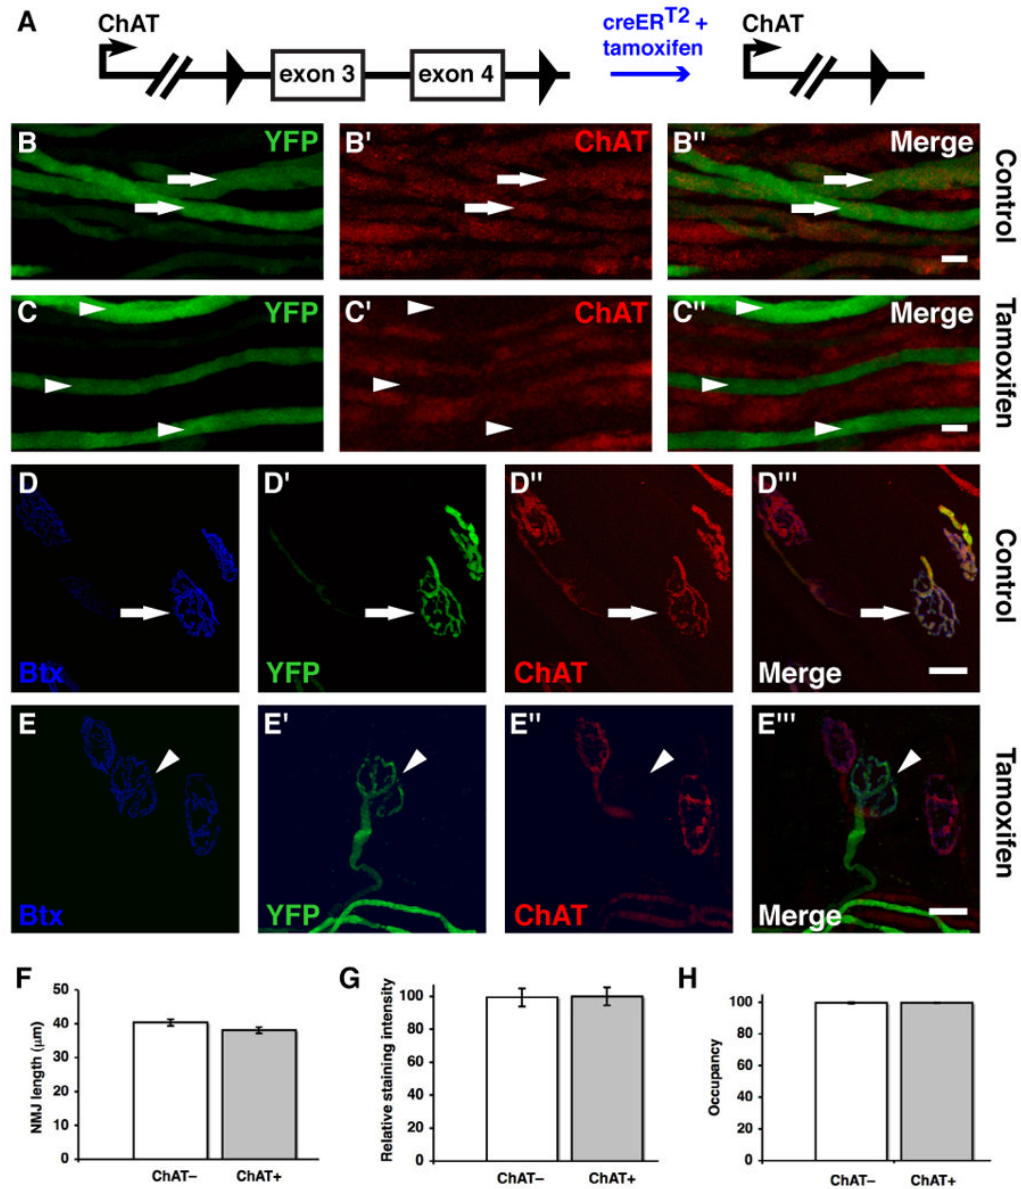 A
ChAT
exon 3
exon 4
creER^T2 +
tamoxifen
ChAT
B
YFP
B'
ChAT
B''
Merge
Control
C
YFP
C'
ChAT
C''
Merge
Tamoxifen
D
Btx
D'
YFP
D''
ChAT
D'''
Merge
Control
E
Btx
E'
YFP
E''
ChAT
E'''
Merge
Tamoxifen
F
NMJ length (μm)
50
40
30
20
10
0
ChAT–
ChAT+
G
Relative staining intensity
100
80
60
40
20
0
ChAT–
ChAT+
H
Occupancy
100
80
60
40
20
0
ChAT–
ChAT+